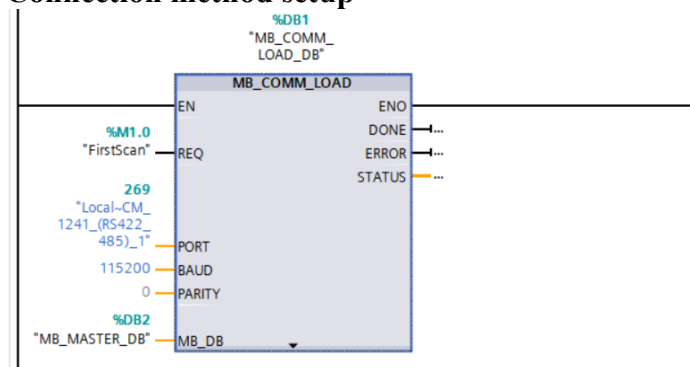 Connection method setup
%DB1
"MB_COMM_
LOAD_DB"
MB_COMM_LOAD
EN
ENO
%M1.0
"FirstScan"
REQ
DONE
...
ERROR
...
STATUS
...
269
"Local~CM_
1241_(RS422_
485)_1"
PORT
115200
BAUD
0
PARITY
%DB2
"MB_MASTER_DB"
MB_DB